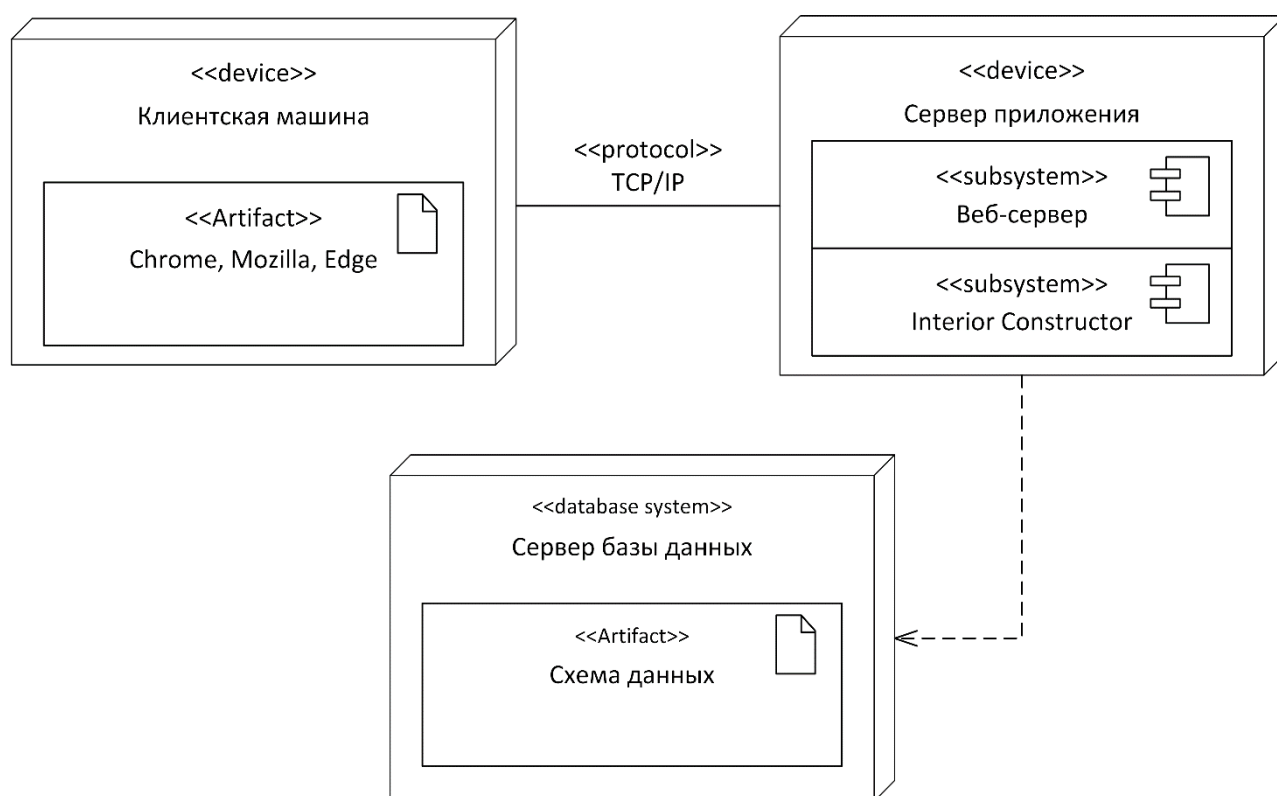 <<device>>
Клиентская машина
<<Artifact>>
Chrome, Mozilla, Edge
<<protocol>>
TCP/IP
<<device>>
Сервер приложения
<<subsystem>>
Веб-сервер
<<subsystem>>
Interior Constructor
<<database system>>
Сервер базы данных
<<Artifact>>
Схема данных